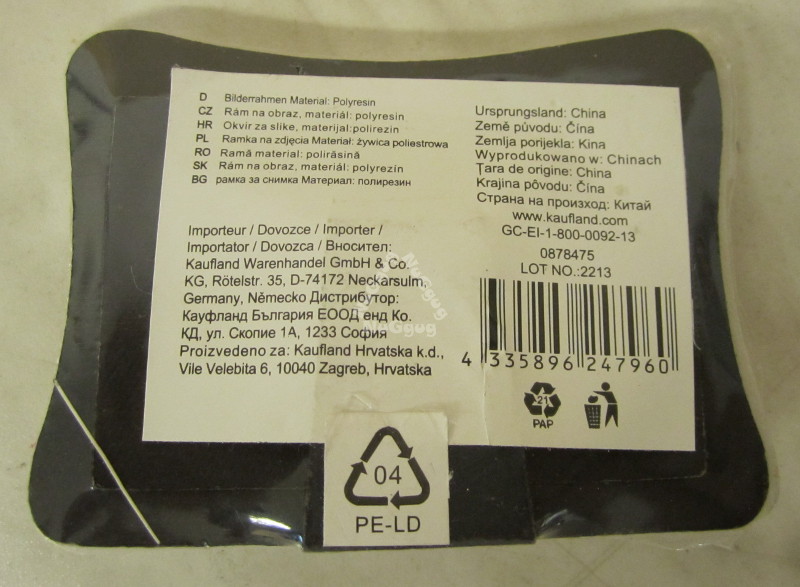 D Bilderrahmen Material: Polyresin
CZ Rám na obraz, materiál: polyresin
HR Okvir za slike, materijal: polirezin
PL Ramka na zdjęcia Materiał: żywica poliestrowa
RO Ramă material: polirăsină
SK Rám na obraz, materiál: polyrezín
BG рамка за снимка Материал: полирезин
Ursprungsland: China
Země původu: Čína
Zemlja porijekla: Kina
Wyprodukowano w: Chinach
Țara de origine: China
Krajina pôvodu: Čína
Страна на произход: Китай
www.kaufland.com
GC-EI-1-800-0092-13
0878475
LOT NO.:2213
Importeur / Dovozce / Importer /
Importator / Dovozca / Вносител:
Kaufland Warenhandel GmbH & Co.
KG, Rötelstr. 35, D-74172 Neckarsulm,
Germany, Německo Дистрибутор:
Кауфланд България ЕООД енд Ко.
КД, ул. Скопие 1А, 1233 София
Proizvedeno za: Kaufland Hrvatska k.d.,
Vile Velebita 6, 10040 Zagreb, Hrvatska
4 335896 247960
21
PAP
04
PE-LD
NuGgug